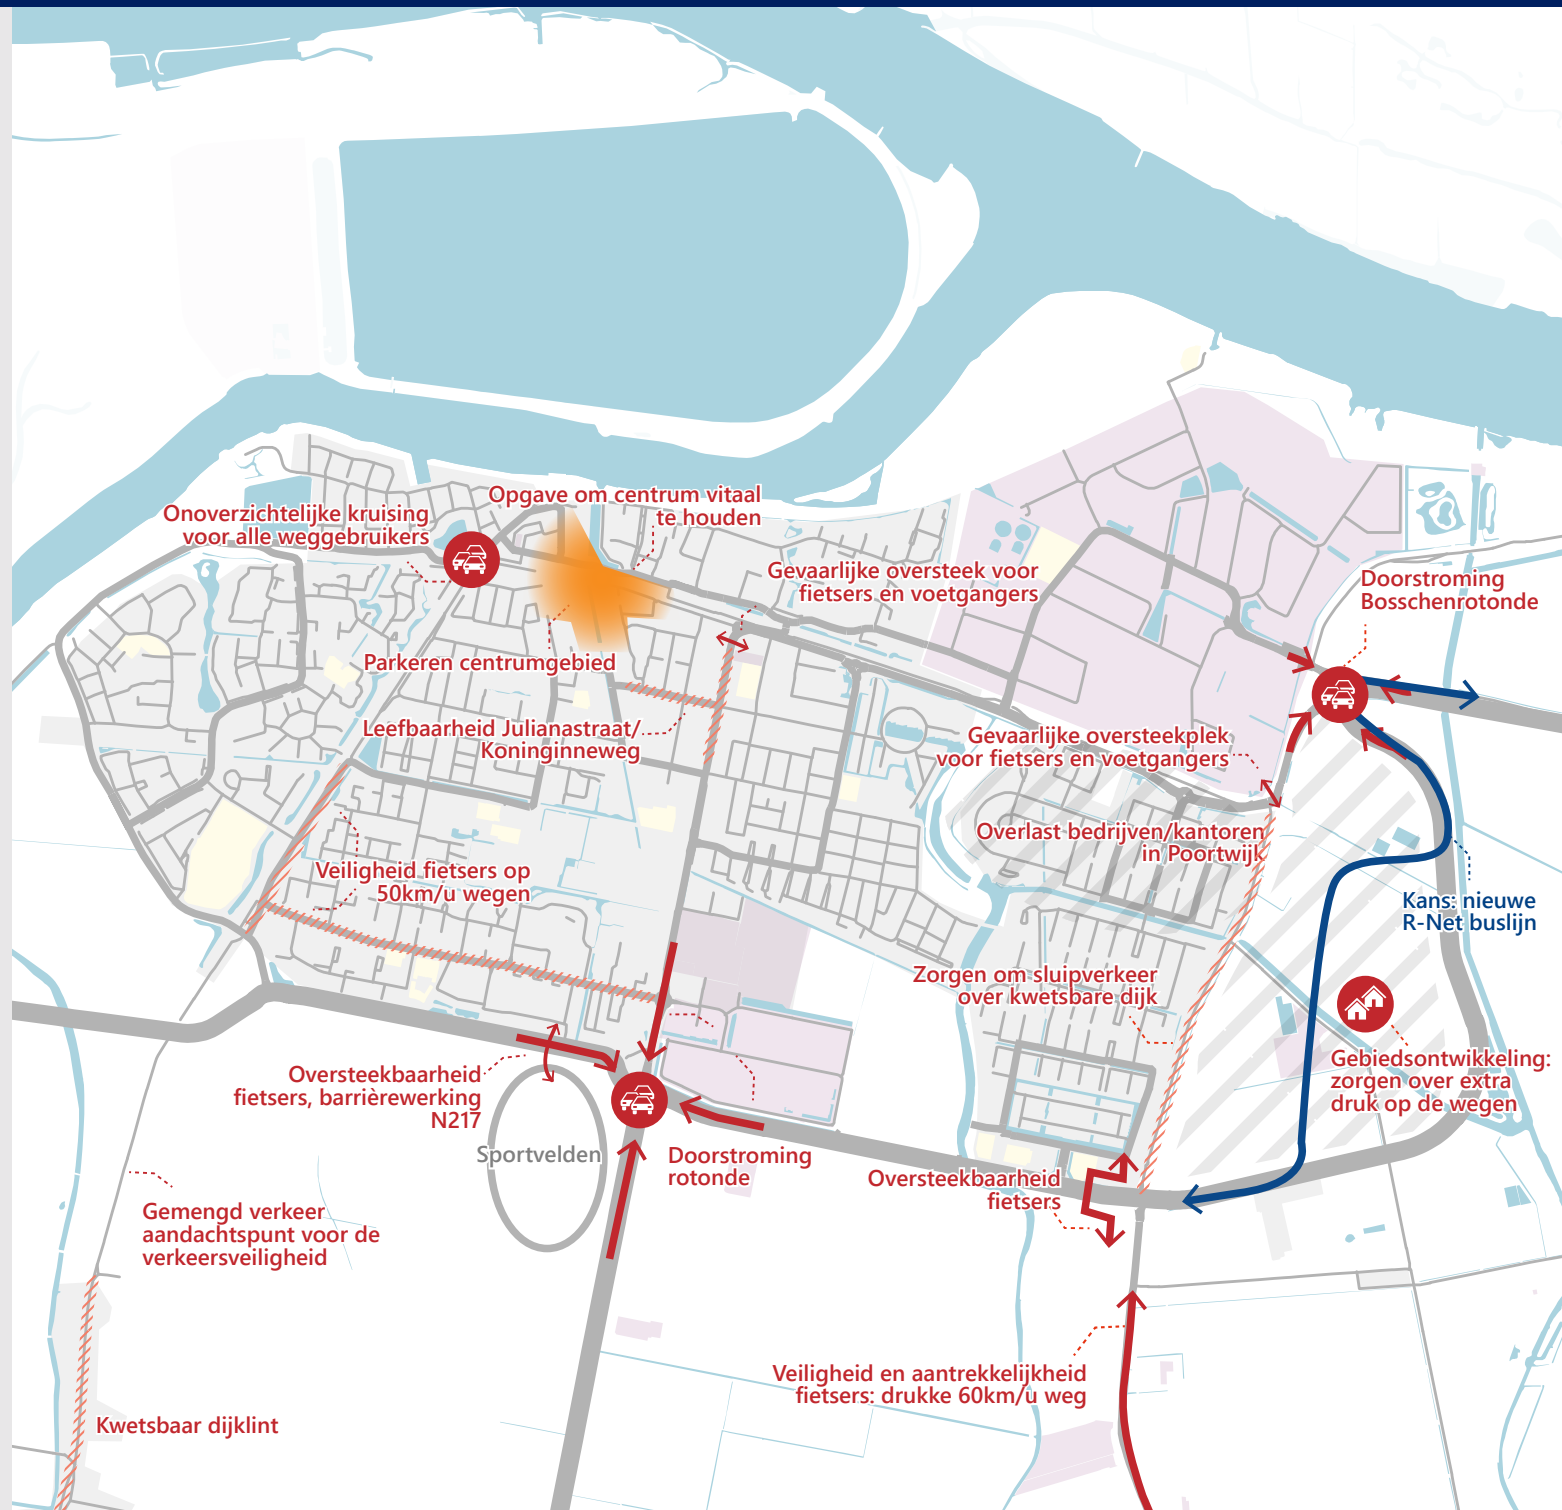 Opgave om centrum vitaal
te houden
Onoverzichtelijke kruising
voor alle weggebruikers
Gevaarlijke oversteek voor
fietsers en voetgangers
Doorstroming
Bosschenrotonde
Parkeren centrumgebied
Leefbaarheid Julianastraat/
Koninginneweg
Gevaarlijke oversteekplek
voor fietsers en voetgangers
Overlast bedrijven/kantoren
in Poortwijk
Veiligheid fietsers op
50km/u wegen
Kans: nieuwe
R-Net buslijn
Zorgen om sluipverkeer
over kwetsbare dijk
Gebiedsontwikkeling:
zorgen over extra
druk op de wegen
Oversteekbaarheid
fietsers, barrièrewerking
N217
Sportvelden
Doorstroming
rotonde
Oversteekbaarheid
fietsers
Gemengd verkeer
aandachtspunt voor de
verkeersveiligheid
Veiligheid en aantrekkelijkheid
fietsers: drukke 60km/u weg
Kwetsbaar dijklint